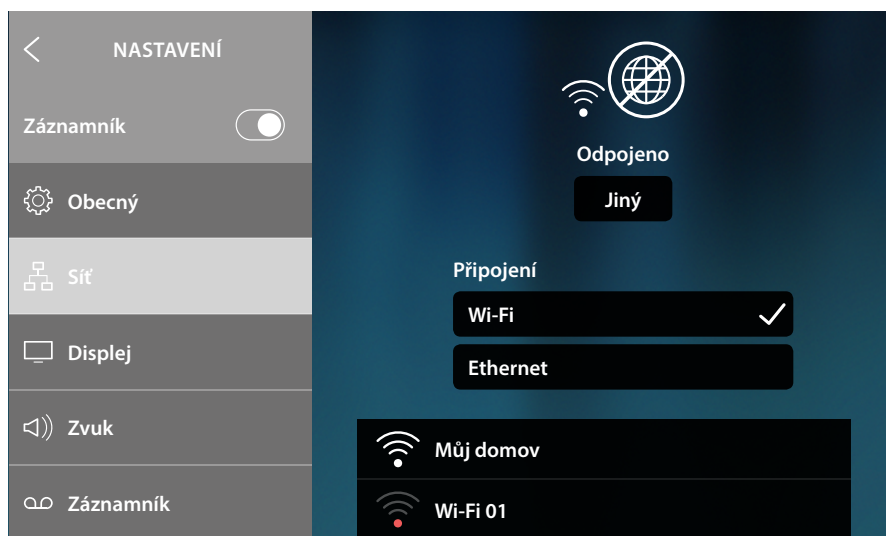 NASTAVENÍ
Záznamník
Obecný
Síť
Displej
Zvuk
Záznamník
Odpojeno
Jiný
Připojení
Wi-Fi
Ethernet
Můj domov
Wi-Fi 01